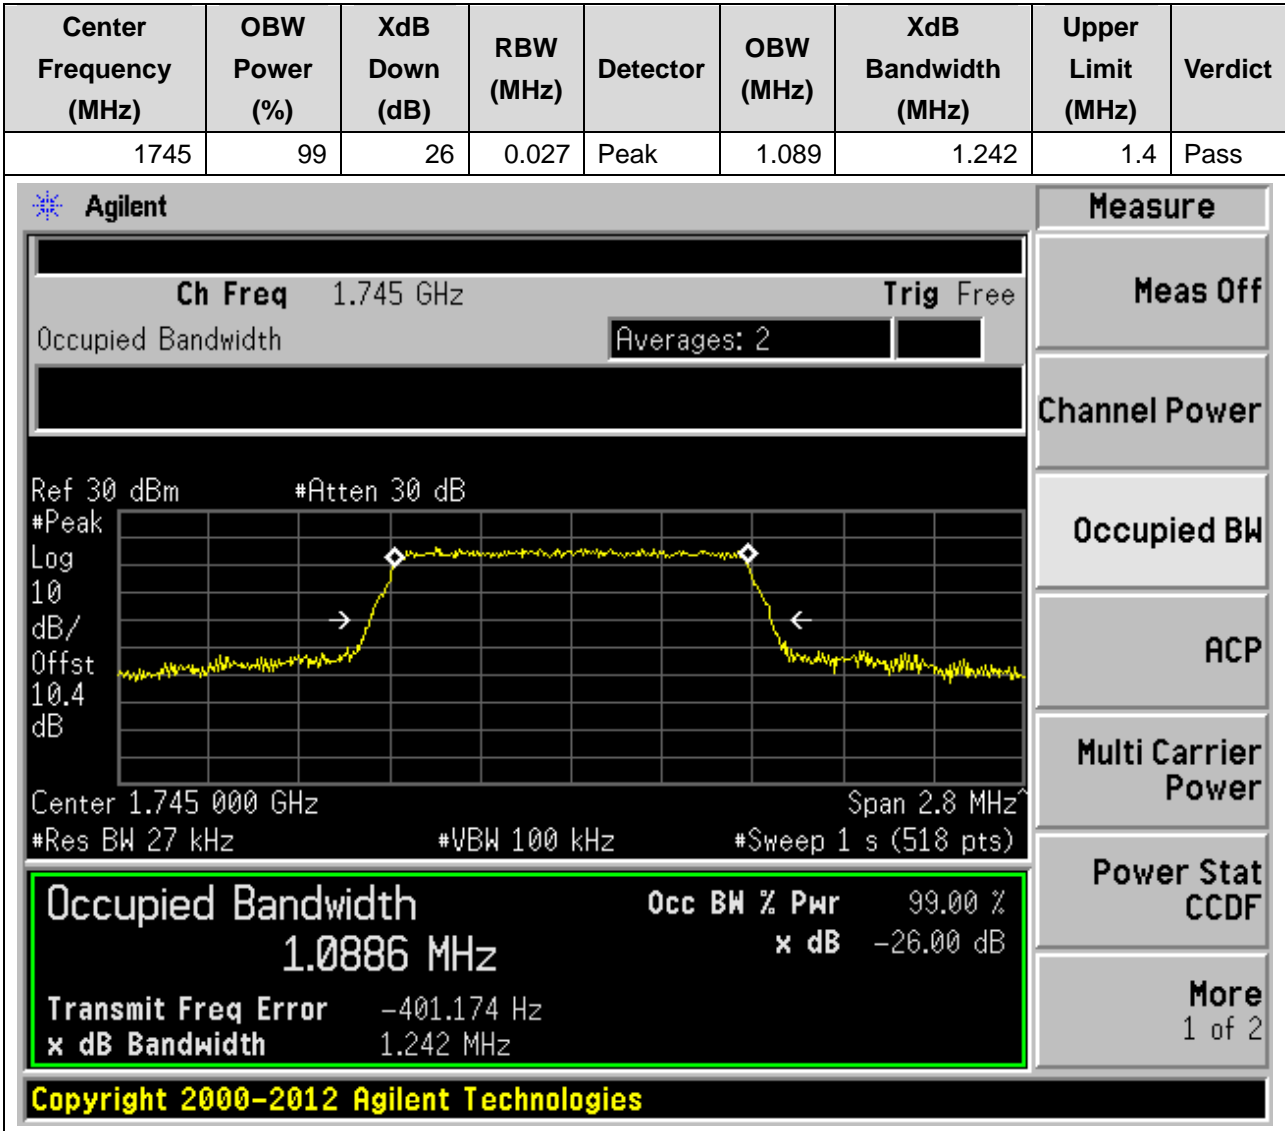 Center Frequency (MHz) OBW Power (%) XdB Down (dB) RBW (MHz) Detector OBW (MHz) XdB Bandwidth (MHz) Upper Limit (MHz) Verdict
1745 99 26 0.027 Peak 1.089 1.242 1.4 Pass
Agilent
Measure
Ch Freq 1.745 GHz Trig Free
Occupied Bandwidth Averages: 2
Meas Off
Channel Power
Occupied BW
ACP
Multi Carrier
Power
Power Stat
CCDF
More
1 of 2
Ref 30 dBm #Atten 30 dB
#Peak
Log
10
dB/
Offst
10.4
dB
Center 1.745 000 GHz Span 2.8 MHz^
#Res BW 27 kHz #VBW 100 kHz #Sweep 1 s (518 pts)
Occupied Bandwidth Occ BW % Pwr 99.00 %
1.0886 MHz x dB -26.00 dB
Transmit Freq Error -401.174 Hz
x dB Bandwidth 1.242 MHz
Copyright 2000-2012 Agilent Technologies